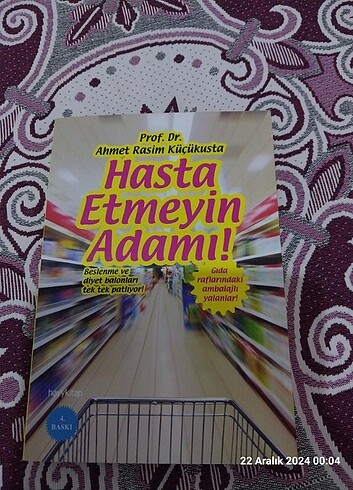 Prof. Dr.
Ahmet Rasim Küçükusta
Hasta
Etmeyin
Adamı!
Beslenme ve
diyet balonları
tek tek patlıyor!
Gıda
raflarındaki
ambalajlı
yalanlar!
hayykitap
4.
BASKI
22 Aralık 2024 00:04